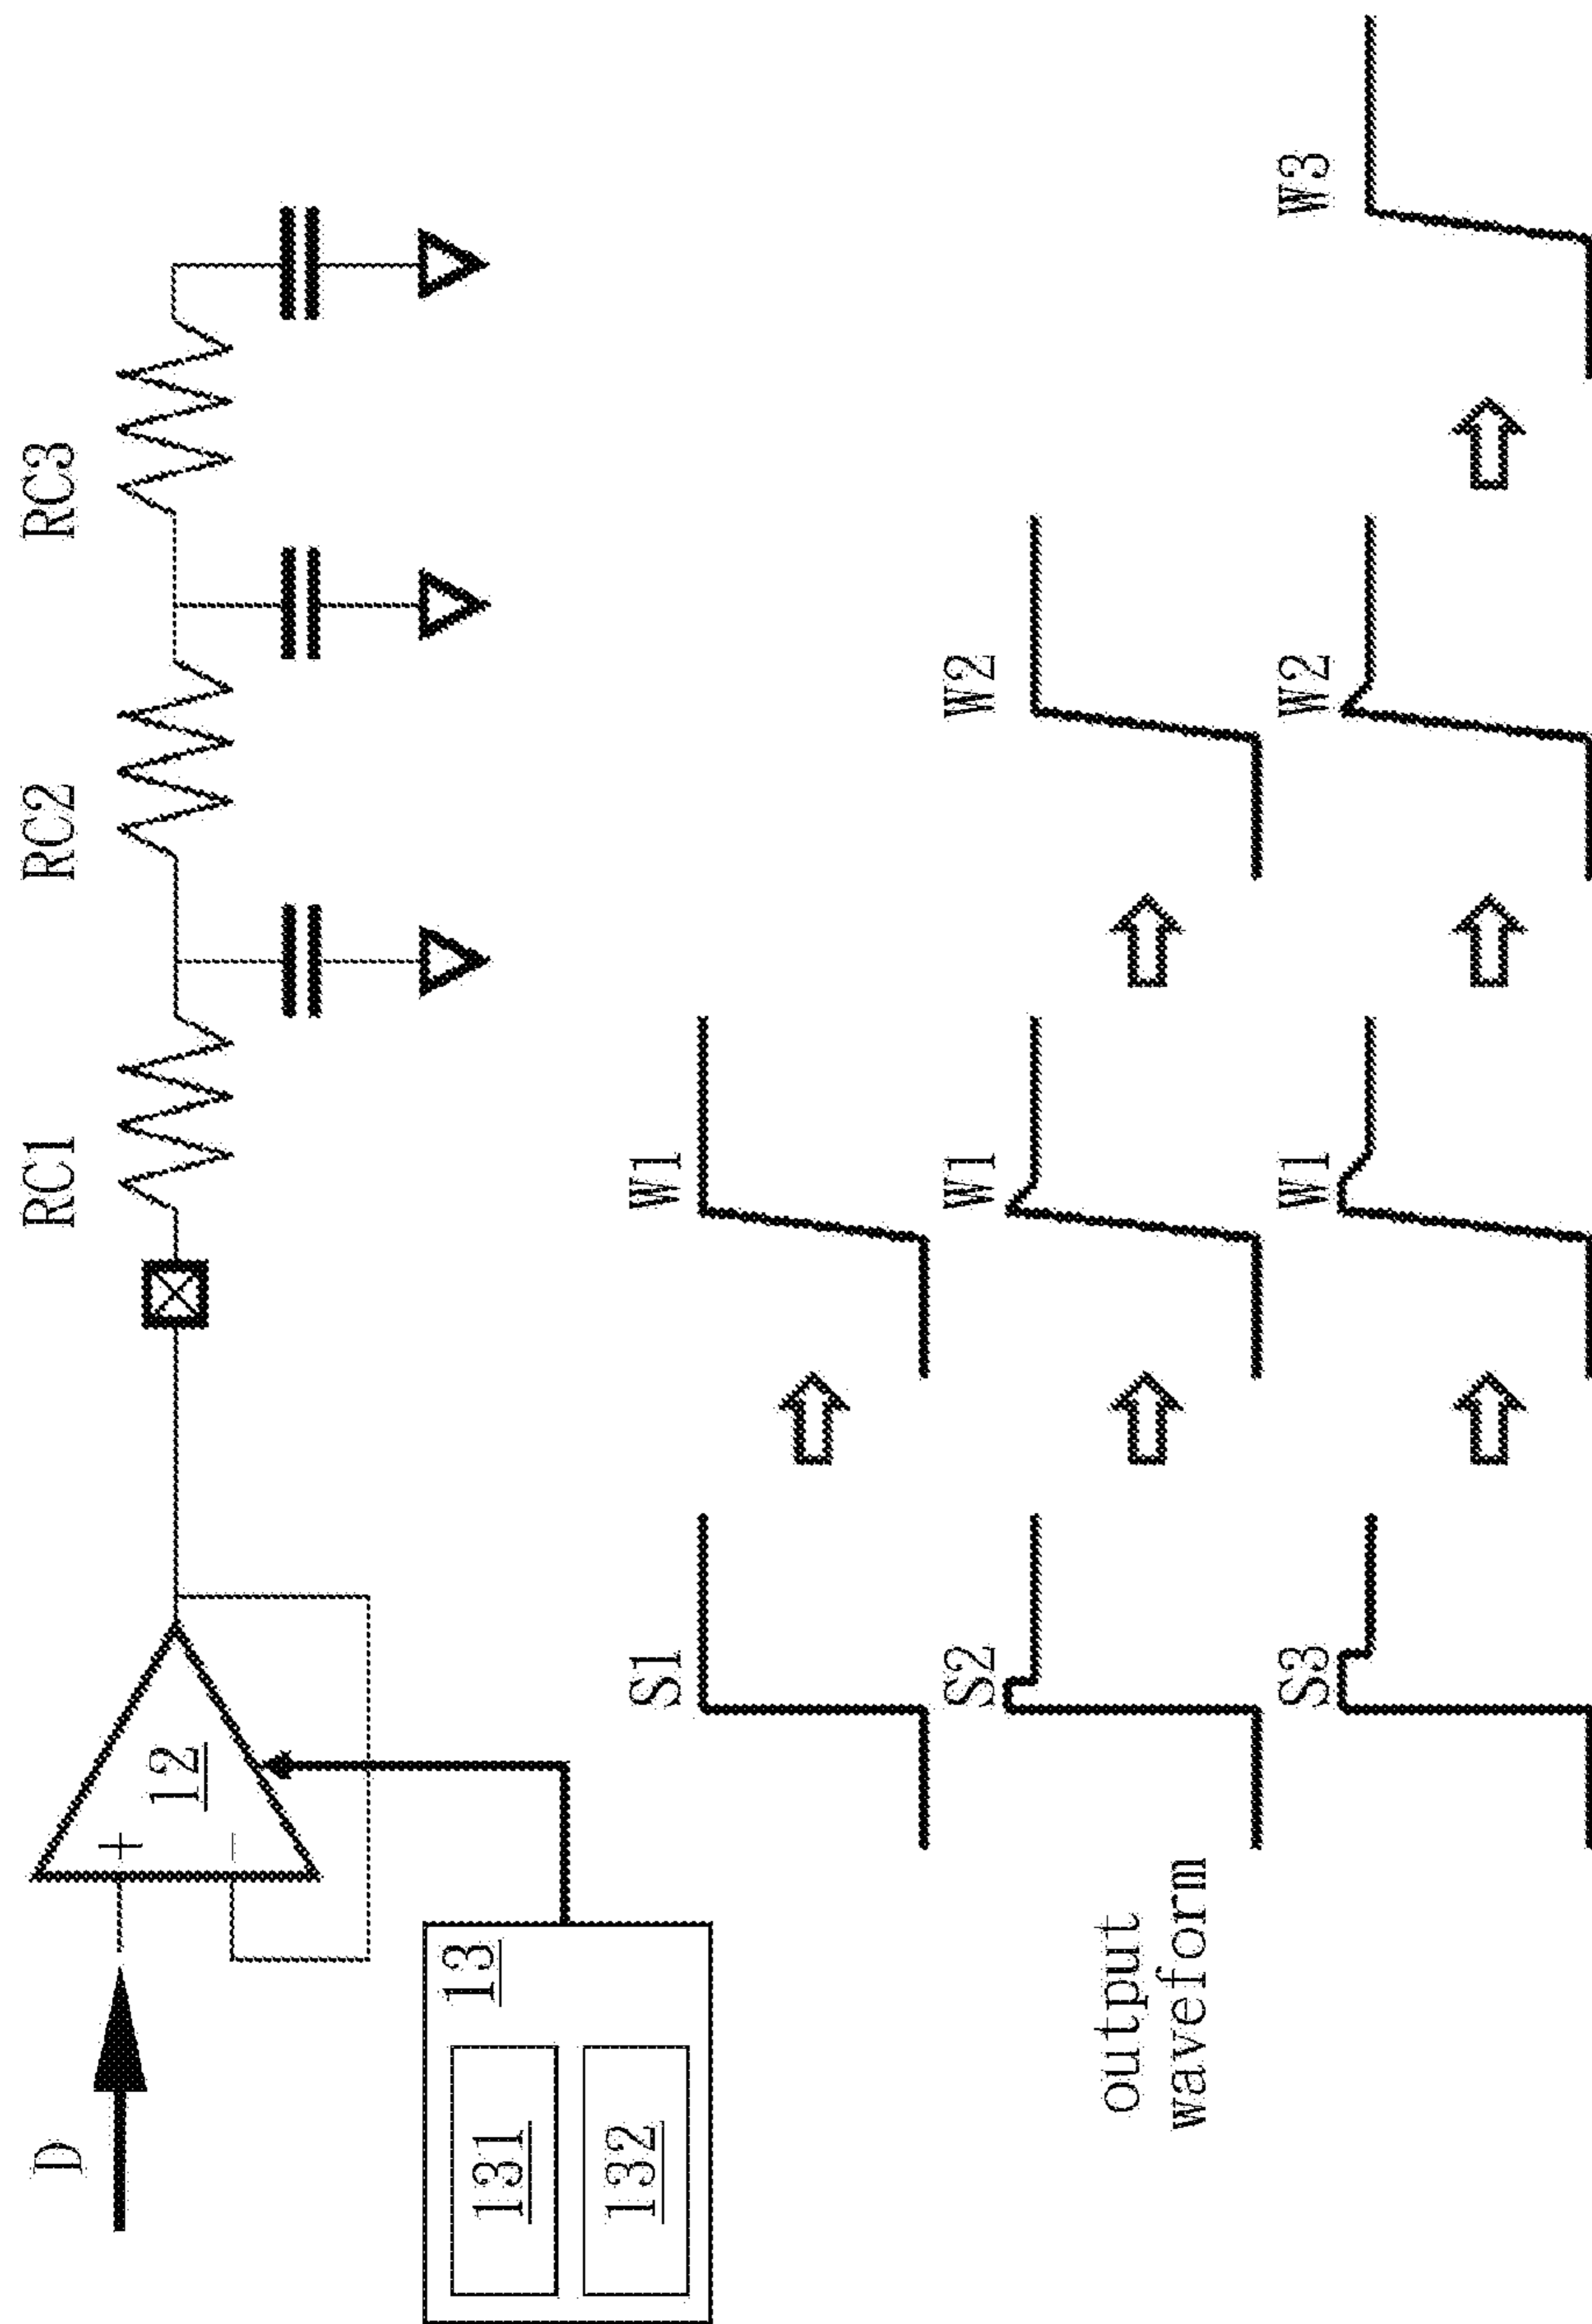 D
12
+
−
RC1
RC2
RC3
13
131
132
S1
W1
output
waveform
S2
W1
W2
S3
W1
W2
W3